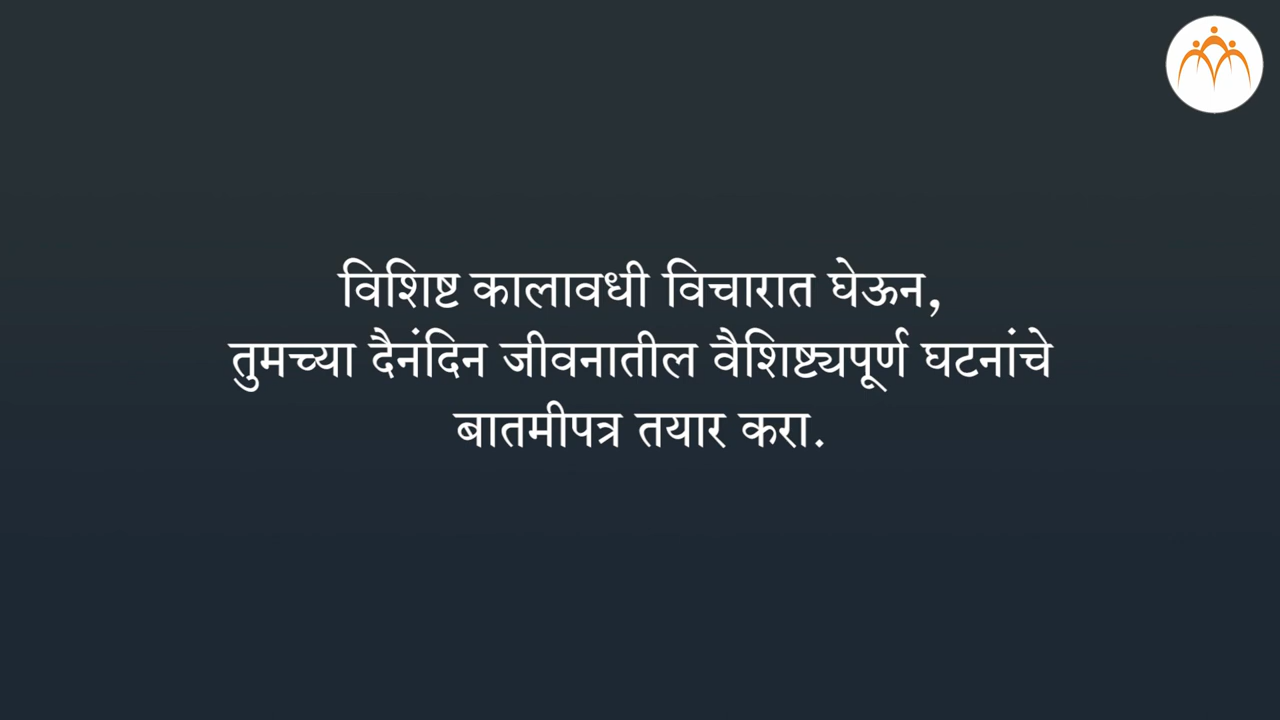 विशिष्ट कालावधी विचारात घेऊन,
तुमच्या दैनंदिन जीवनातील वैशिष्ट्यपूर्ण घटनांचे
बातमीपत्र तयार करा.